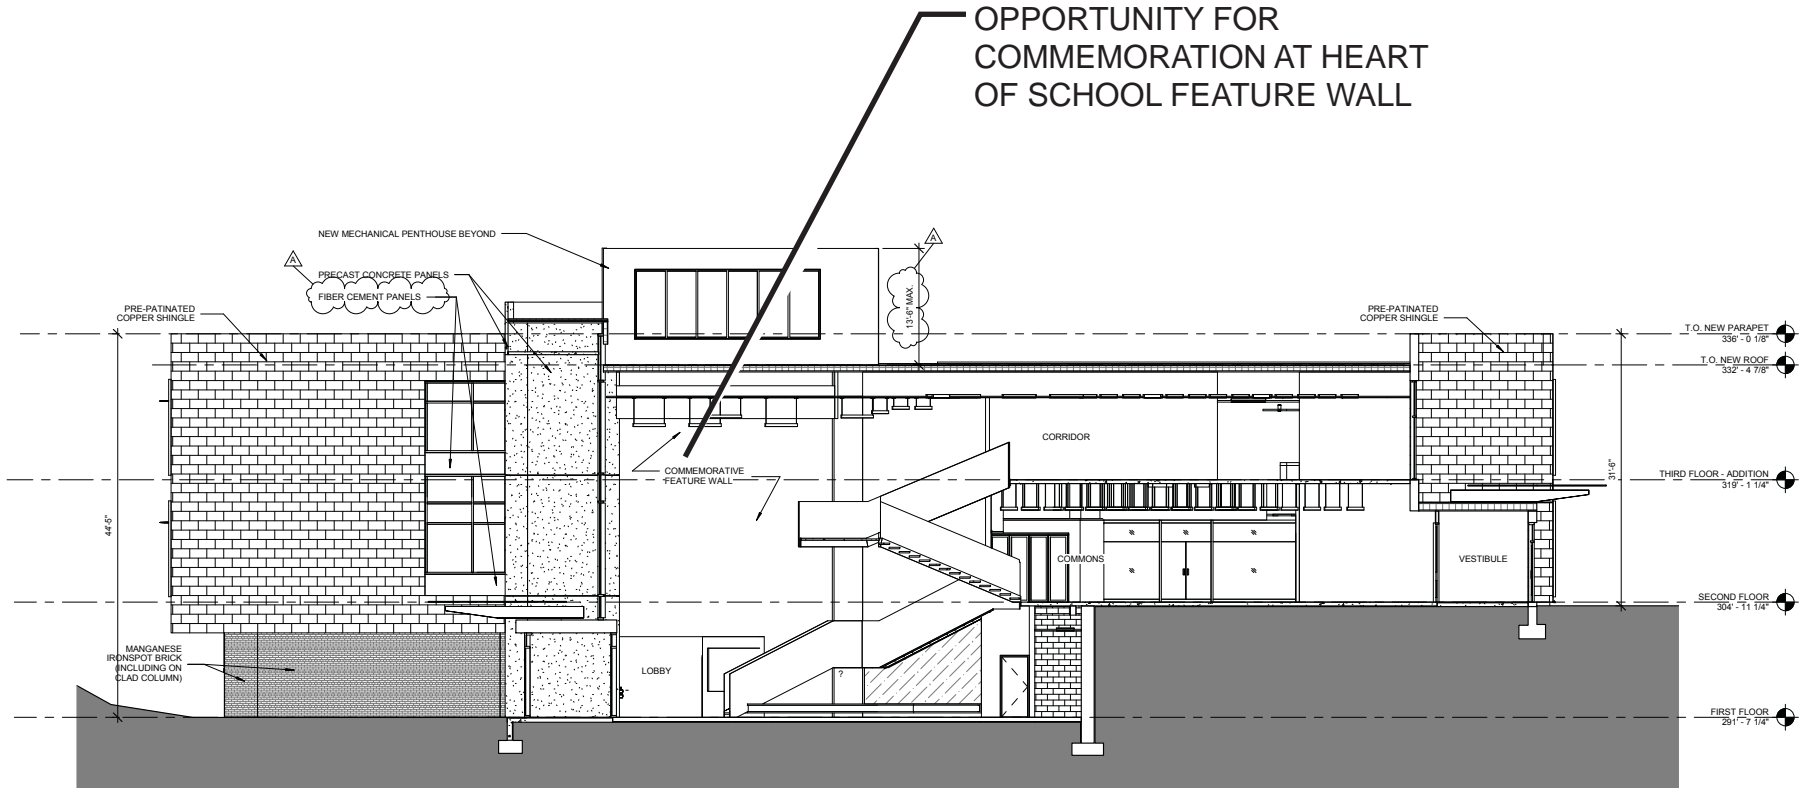 OPPORTUNITY FOR
COMMEMORATION AT HEART
OF SCHOOL FEATURE WALL
NEW MECHANICAL PENTHOUSE BEYOND
A
A
PRECAST CONCRETE PANELS
FIBER CEMENT PANELS
13'-6" MAX.
PRE-PATINATED
COPPER SHINGLE
PRE-PATINATED
COPPER SHINGLE
T.O. NEW PARAPET
336' - 0 1/8"
T.O. NEW ROOF
332' - 4 7/8"
CORRIDOR
COMMEMORATIVE
FEATURE WALL
THIRD FLOOR - ADDITION
319' - 1 1/4"
31'-6"
44'-5"
COMMONS
VESTIBULE
SECOND FLOOR
304' - 11 1/4"
MANGANESE
IRONSPOT BRICK
(INCLUDING ON
CLAD COLUMN)
LOBBY
?
FIRST FLOOR
291' - 7 1/4"